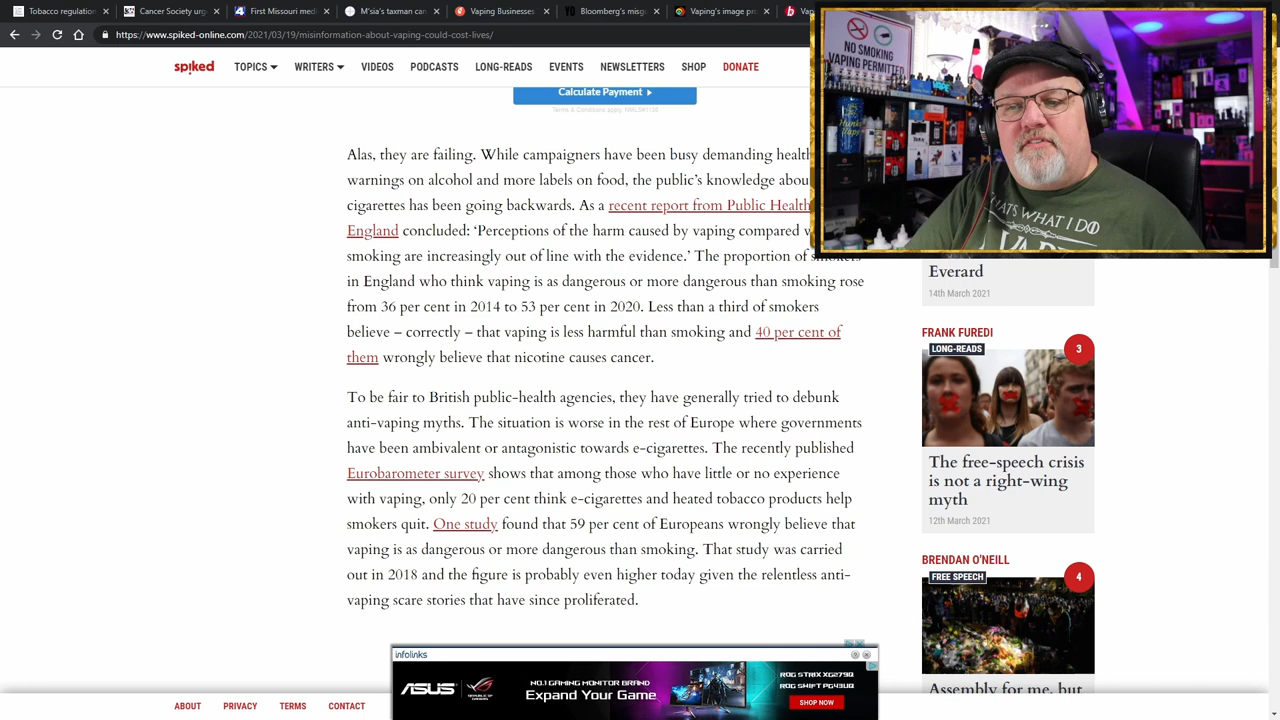 Tobacco regulatio
Spicer introduc
First Missouri
M'sia's tauman can
Vaping Businesses
Bloomberg's misg
Vap
https://www.spiked-online.com
-tion-about-vaping-could-cost-lives/
spiked
TOPICS
WRITERS
VIDEOS
PODCASTS
LONG-READS
EVENTS
NEWSLETTERS
SHOP
DONATE
NO SMOKING
VAPING PERMITTED
THATS WHAT I DO
I VAPE
Calculate Payment
Terms & Conditions apply. NMLS#1136
Alas, they are failing. While campaigners have been busy demanding health
warnings on alcohol and more labels on food, the public's knowledge abou
cigarettes has been going backwards. As a recent report from Public Health
England concluded: 'Perceptions of the harm caused by vaping compared
smoking are increasingly out of line with the evidence.' The proportion of smokers
in England who think vaping is as dangerous or more dangerous than smoking rose
from 36 per cent in 2014 to 53 per cent in 2020. Less than a third of smokers
believe – correctly – that vaping is less harmful than smoking and 40 per cent of
them wrongly believe that nicotine causes cancer.
To be fair to British public-health agencies, they have generally tried to debunk
anti-vaping myths. The situation is worse in the rest of Europe where governments
have been ambivalent or antagonistic towards e-cigarettes. The recently published
Eurobarometer survey shows that among those who have little or no experience
with vaping, only 20 per cent think e-cigarettes and heated tobacco products help
smokers quit. One study found that 59 per cent of Europeans wrongly believe that
vaping is as dangerous or more dangerous than smoking. That study was carried
out in 2018 and the figure is probably even higher today given the relentless anti-
vaping scare stories that have since proliferated.
Everard
14th March 2021
FRANK FUREDI
LONG-READS
3
The free-speech crisis
is not a right-wing
myth
12th March 2021
BRENDAN O'NEILL
FREE SPEECH
4
Assembly for me, but
infolinks
ASUS
REPUBLIC OF
GAMERS
NO.1 GAMING MONITOR BRAND
Expand Your Game
ROG STRIX XG279Q
ROG SWIFT PG43UQ
SHOP NOW
ABOUT
PRIVACY
TERMS
CONTACT